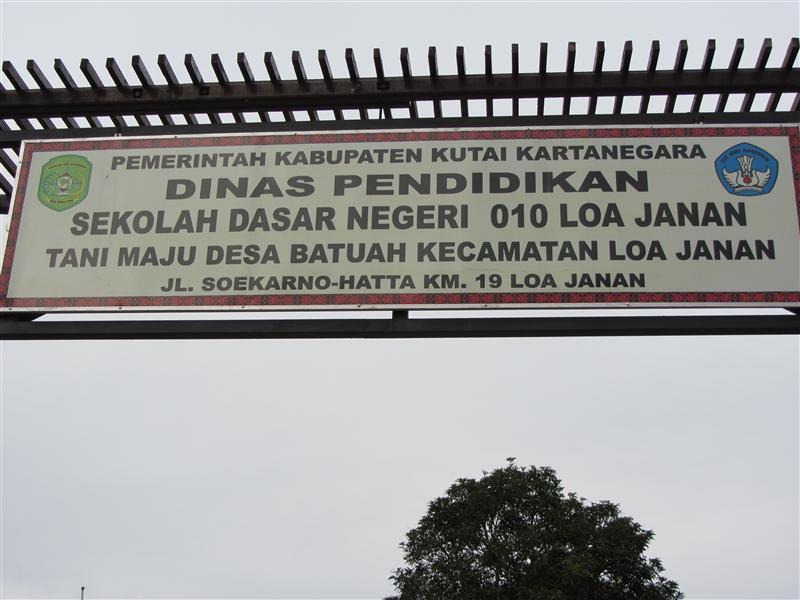 PEMERINTAH KABUPATEN KUTAI KARTANEGARA
DINAS PENDIDIKAN
SEKOLAH DASAR NEGERI 010 LOA JANAN
TANI MAJU DESA BATUAH KECAMATAN LOA JANAN
JL. SOEKARNO-HATTA KM. 19 LOA JANAN